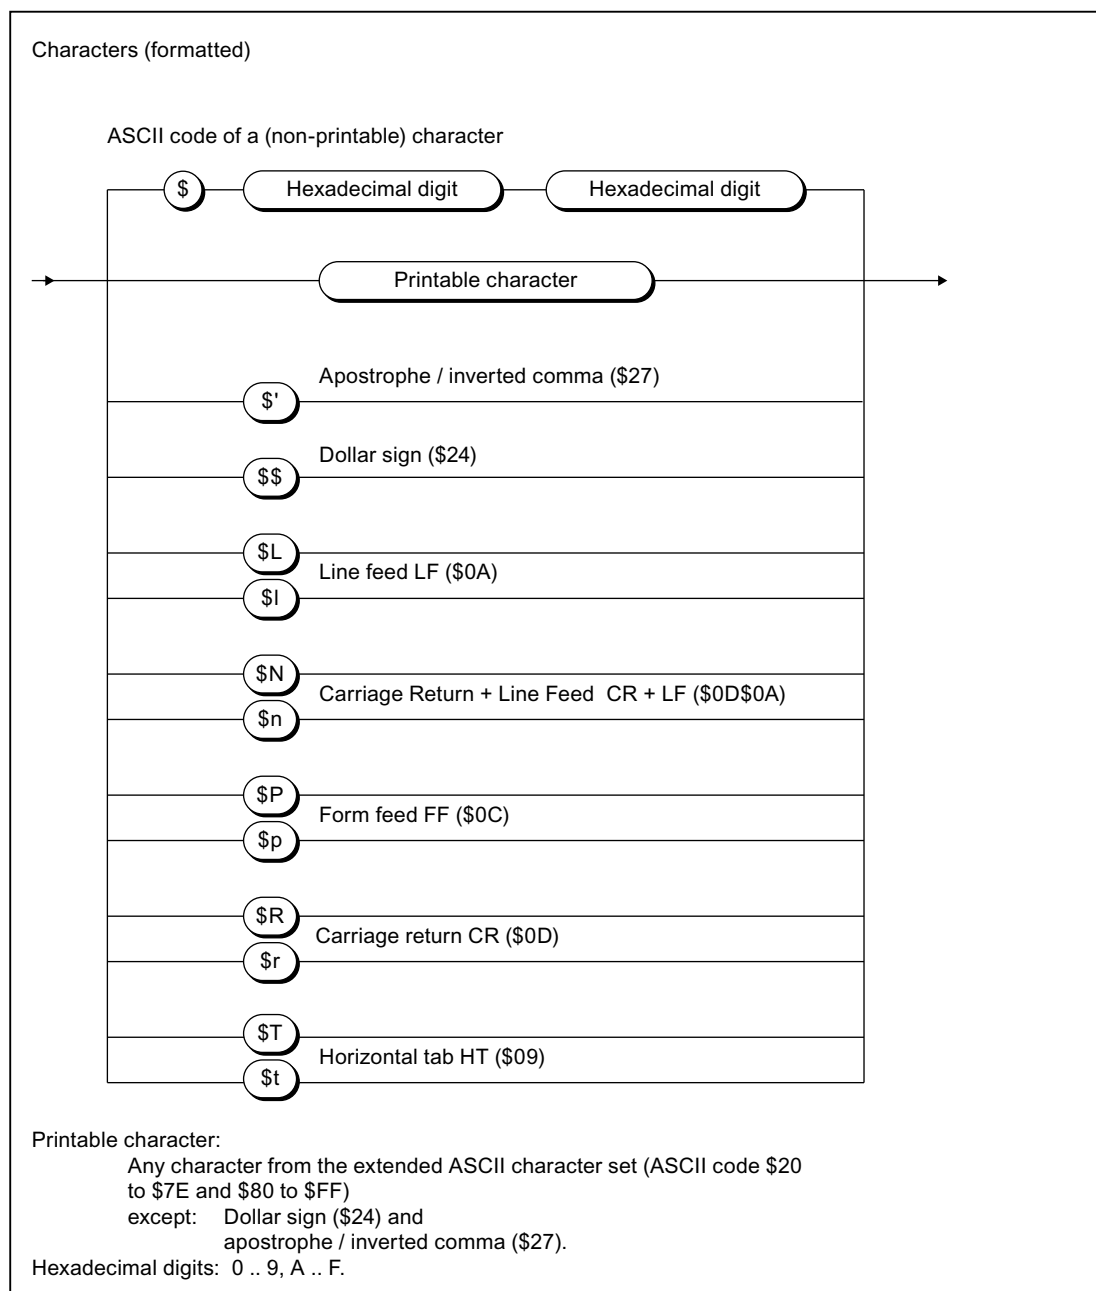 Characters (formatted)
ASCII code of a (non-printable) character
$ Hexadecimal digit Hexadecimal digit
Printable character
Apostrophe / inverted comma ($27)
$'
Dollar sign ($24)
$$
$L
Line feed LF ($0A)
$l
$N
Carriage Return + Line Feed CR + LF ($0D$0A)
$n
$P
Form feed FF ($0C)
$p
$R
Carriage return CR ($0D)
$r
$T
Horizontal tab HT ($09)
$t
Printable character:
Any character from the extended ASCII character set (ASCII code $20
to $7E and $80 to $FF)
except: Dollar sign ($24) and
apostrophe / inverted comma ($27).
Hexadecimal digits: 0 .. 9, A .. F.